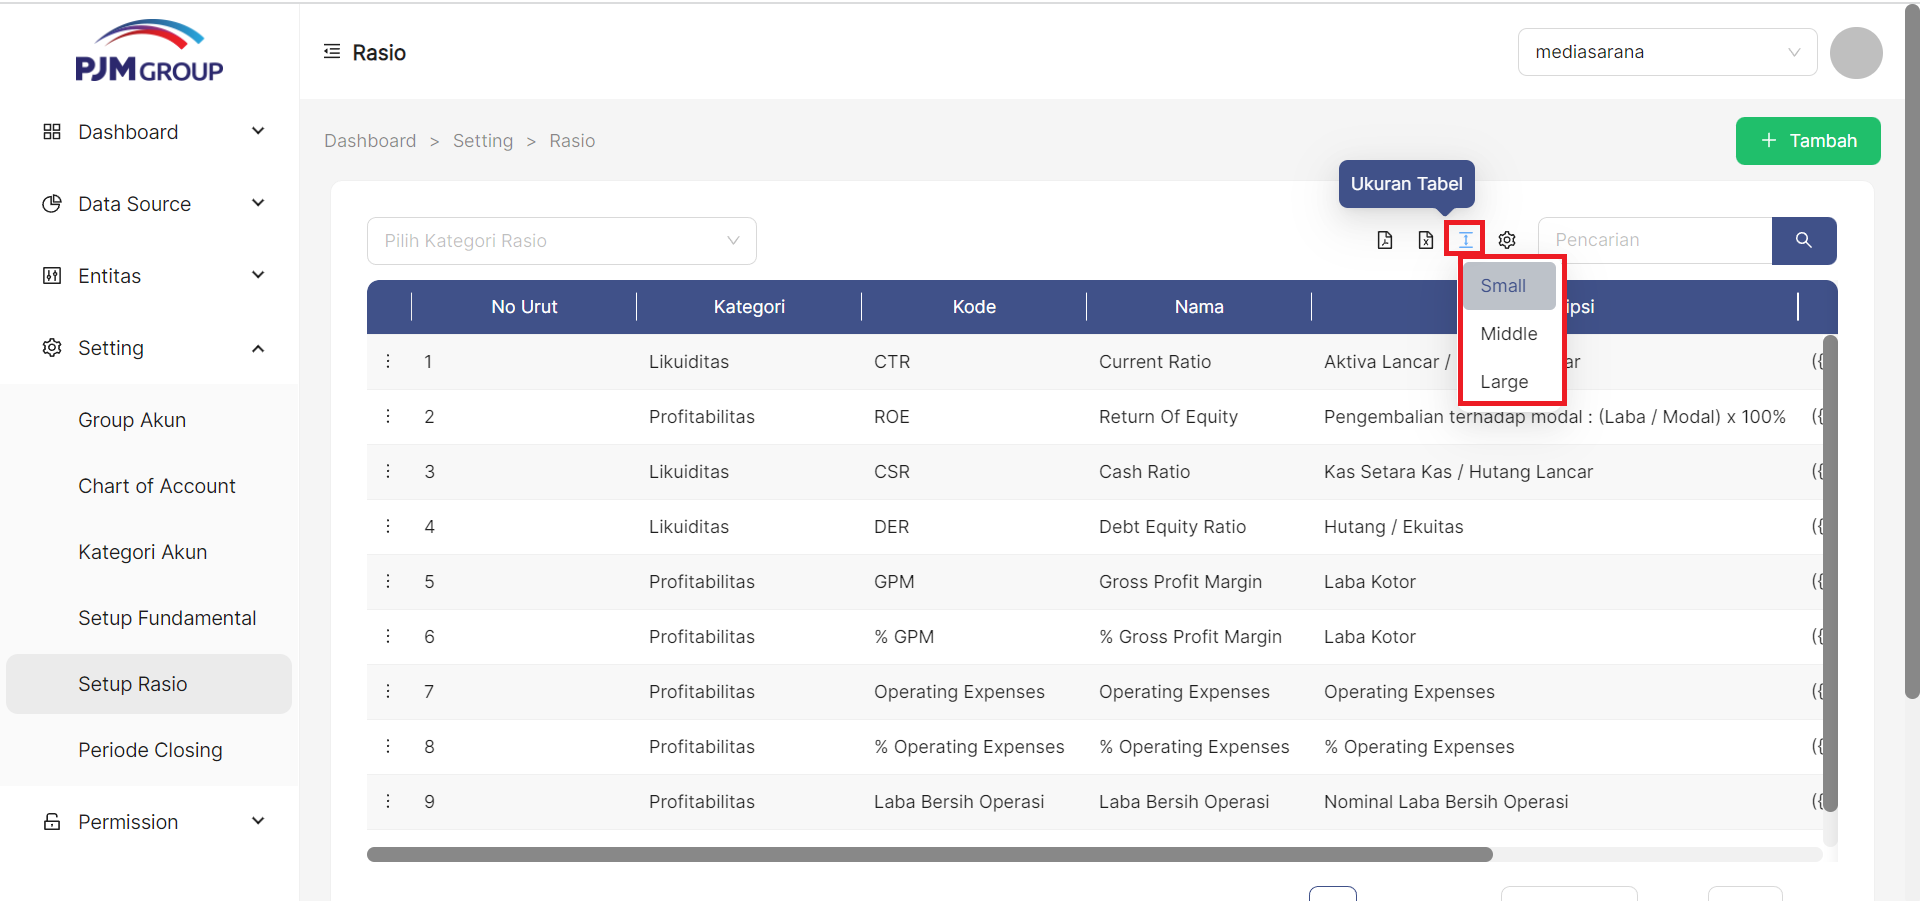 PJM GROUP
Rasio
mediasarana
Dashboard
Data Source
Entitas
Setting
Group Akun
Chart of Account
Kategori Akun
Setup Fundamental
Setup Rasio
Periode Closing
Permission
Dashboard > Setting > Rasio
+ Tambah
Ukuran Tabel
Pilih Kategori Rasio
Pencarian
Small
Middle
Large
No Urut Kategori Kode Nama ipsi
1 Likuiditas CTR Current Ratio Aktiva Lancar / ar ({
2 Profitabilitas ROE Return Of Equity Pengembalian terhadap modal : (Laba / Modal) x 100% ({
3 Likuiditas CSR Cash Ratio Kas Setara Kas / Hutang Lancar ({
4 Likuiditas DER Debt Equity Ratio Hutang / Ekuitas ({
5 Profitabilitas GPM Gross Profit Margin Laba Kotor ({
6 Profitabilitas % GPM % Gross Profit Margin Laba Kotor ({
7 Profitabilitas Operating Expenses Operating Expenses Operating Expenses ({
8 Profitabilitas % Operating Expenses % Operating Expenses % Operating Expenses ({
9 Profitabilitas Laba Bersih Operasi Laba Bersih Operasi Nominal Laba Bersih Operasi ({